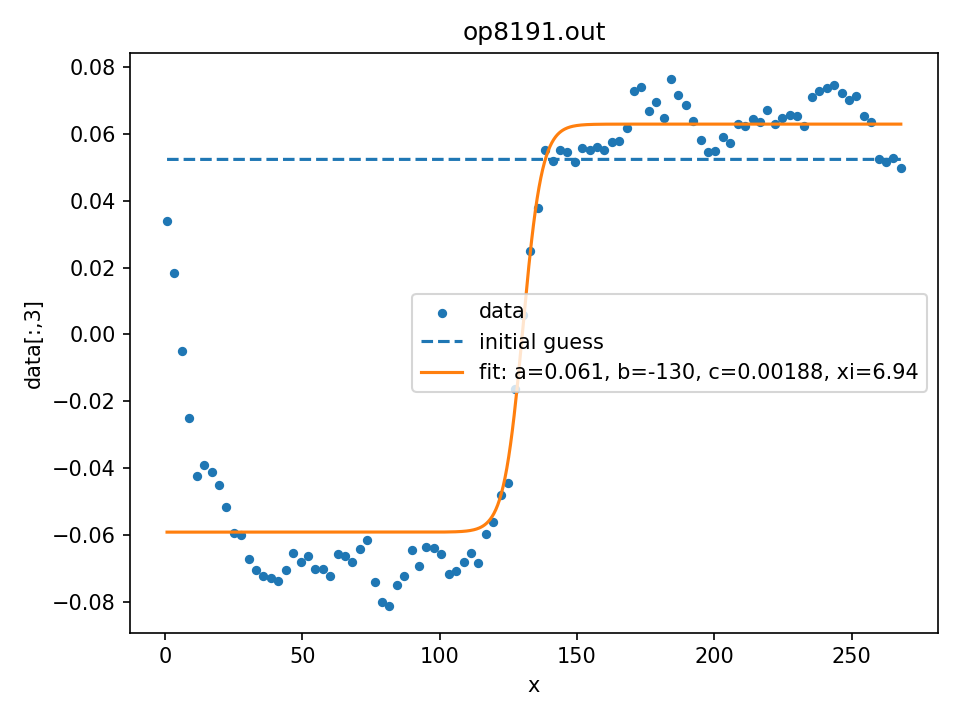 op8191.out
0.08
0.06
0.04
0.02
0.00
−0.02
−0.04
−0.06
−0.08
data[:,3]
data
initial guess
fit: a=0.061, b=-130, c=0.00188, xi=6.94
0 50 100 150 200 250
x